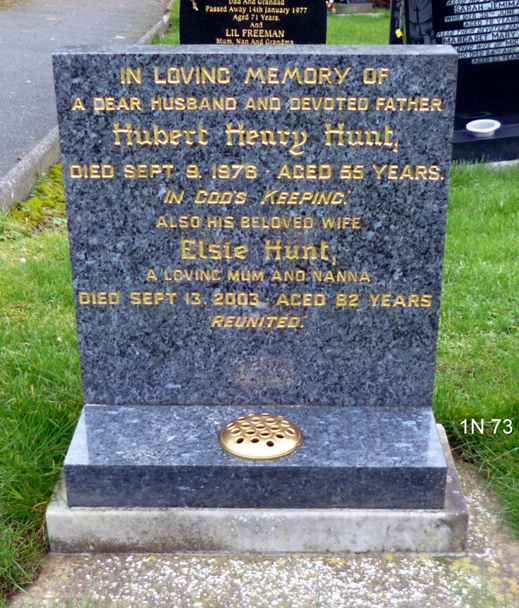 Dad And Grandad
Passed Away 14th January 1977
Aged 71 Years.
And
LIL FREEMAN
Mum, Nan And Grandma
IN LOVING MEMORY OF
A DEAR HUSBAND AND DEVOTED FATHER
Hubert Henry Hunt,
DIED SEPT 9, 1976 · AGED 55 YEARS.
'IN GOD'S KEEPING.'
ALSO HIS BELOVED WIFE
Elsie Hunt,
A LOVING MUM AND NANNA
DIED SEPT 13, 2003 · AGED 82 YEARS
'REUNITED.'
1N 73